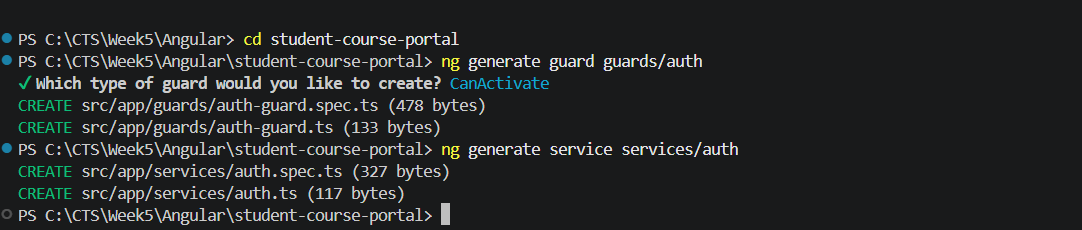 PS C:\CTS\Week5\Angular> cd student-course-portal
PS C:\CTS\Week5\Angular\student-course-portal> ng generate guard guards/auth
✓ Which type of guard would you like to create? CanActivate
CREATE src/app/guards/auth-guard.spec.ts (478 bytes)
CREATE src/app/guards/auth-guard.ts (133 bytes)
PS C:\CTS\Week5\Angular\student-course-portal> ng generate service services/auth
CREATE src/app/services/auth.spec.ts (327 bytes)
CREATE src/app/services/auth.ts (117 bytes)
PS C:\CTS\Week5\Angular\student-course-portal>